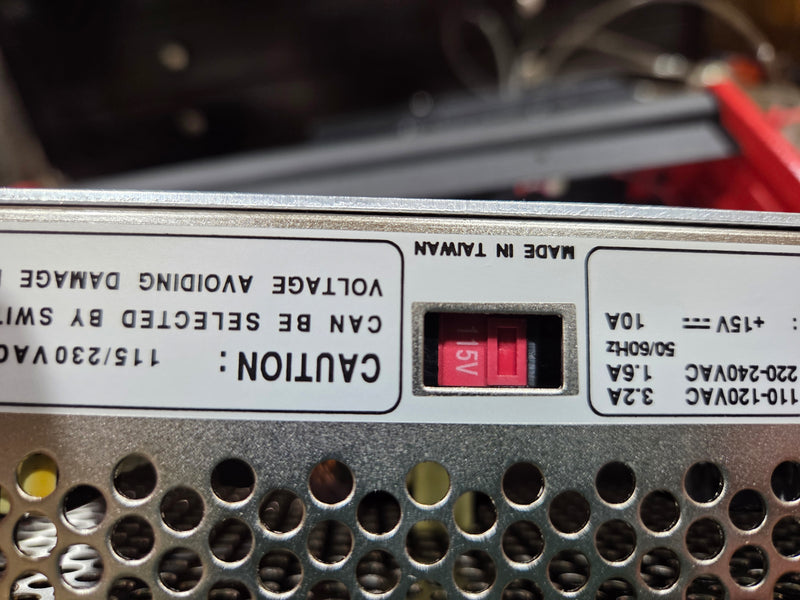 110-120VAC 3.2A
220-240VAC 1.6A
50/60Hz
: +15V ⎓ 10A
115V
MADE IN TAIWAN
CAUTION : 115/230VAC
CAN BE SELECTED BY SWIT
VOLTAGE AVOIDING DAMAGE